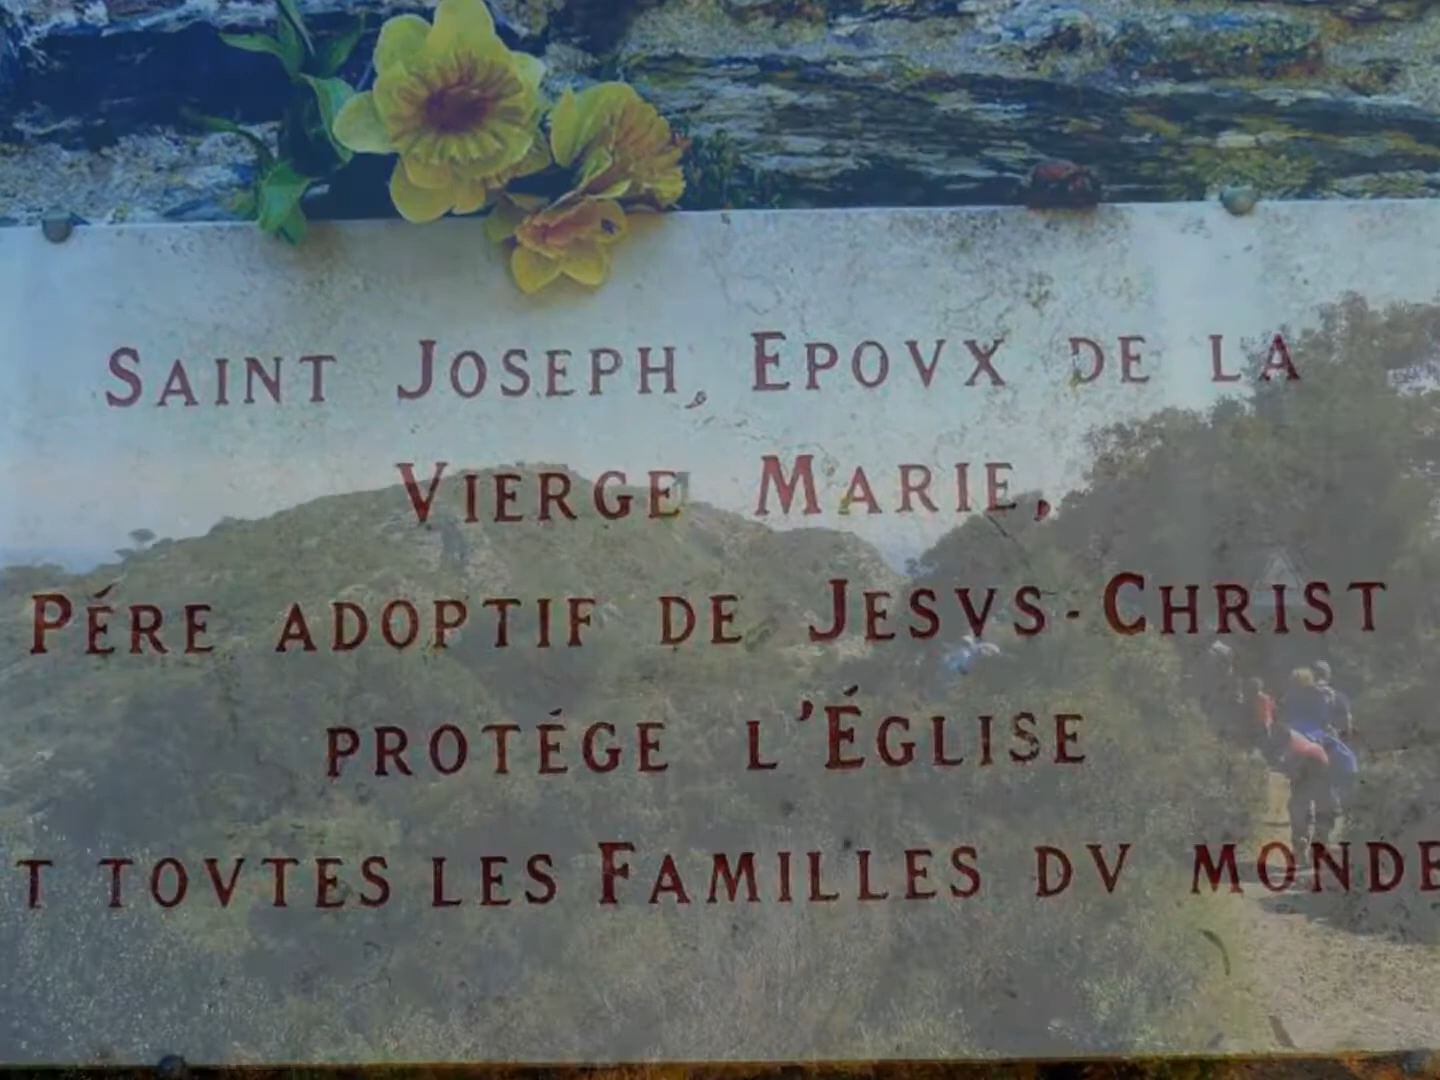 SAINT JOSEPH, EPOVX DE LA
VIERGE MARIE,
PÉRE ADOPTIF DE JESVS-CHRIST
PROTÉGE L'ÉGLISE
T TOVTES LES FAMILLES DV MONDE